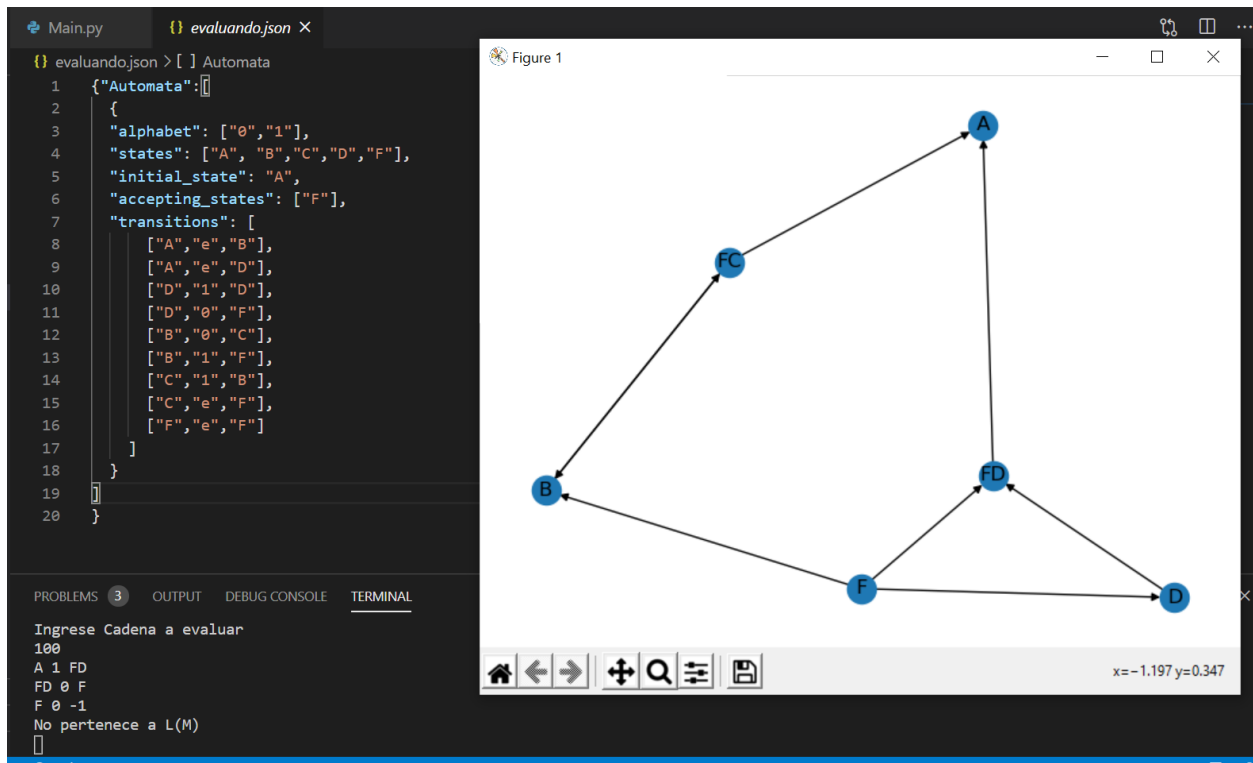 Main.py
{} evaluando.json ×
{} evaluando.json > [ ] Automata
1 {"Automata":[
2 {
3 "alphabet": ["0","1"],
4 "states": ["A", "B","C","D","F"],
5 "initial_state": "A",
6 "accepting_states": ["F"],
7 "transitions": [
8 ["A","e","B"],
9 ["A","e","D"],
10 ["D","1","D"],
11 ["D","0","F"],
12 ["B","0","C"],
13 ["B","1","F"],
14 ["C","1","B"],
15 ["C","e","F"],
16 ["F","e","F"]
17 ]
18 }
19 ]
20 }
PROBLEMS 3 OUTPUT DEBUG CONSOLE TERMINAL
Ingrese Cadena a evaluar
100
A 1 FD
FD 0 F
F 0 -1
No pertenece a L(M)
Figure 1
A
FC
B
FD
F
D
x=-1.197 y=0.347